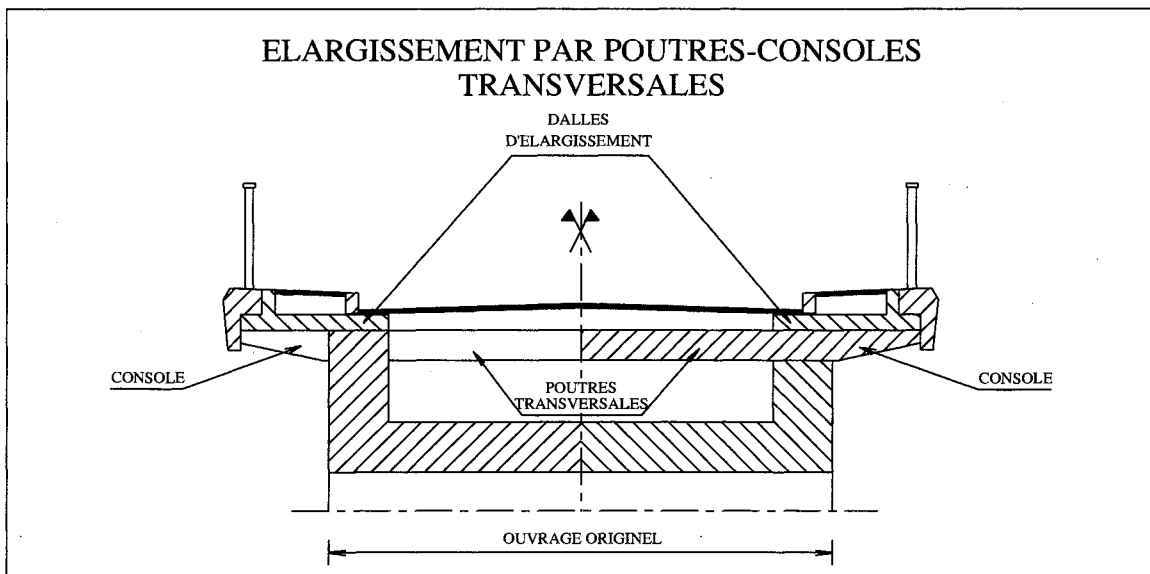 ELARGISSEMENT PAR POUTRES-CONSOLES
TRANSVERSALES
DALLES
D'ELARGISSEMENT
CONSOLE
CONSOLE
POUTRES
TRANSVERSALES
OUVRAGE ORIGINEL